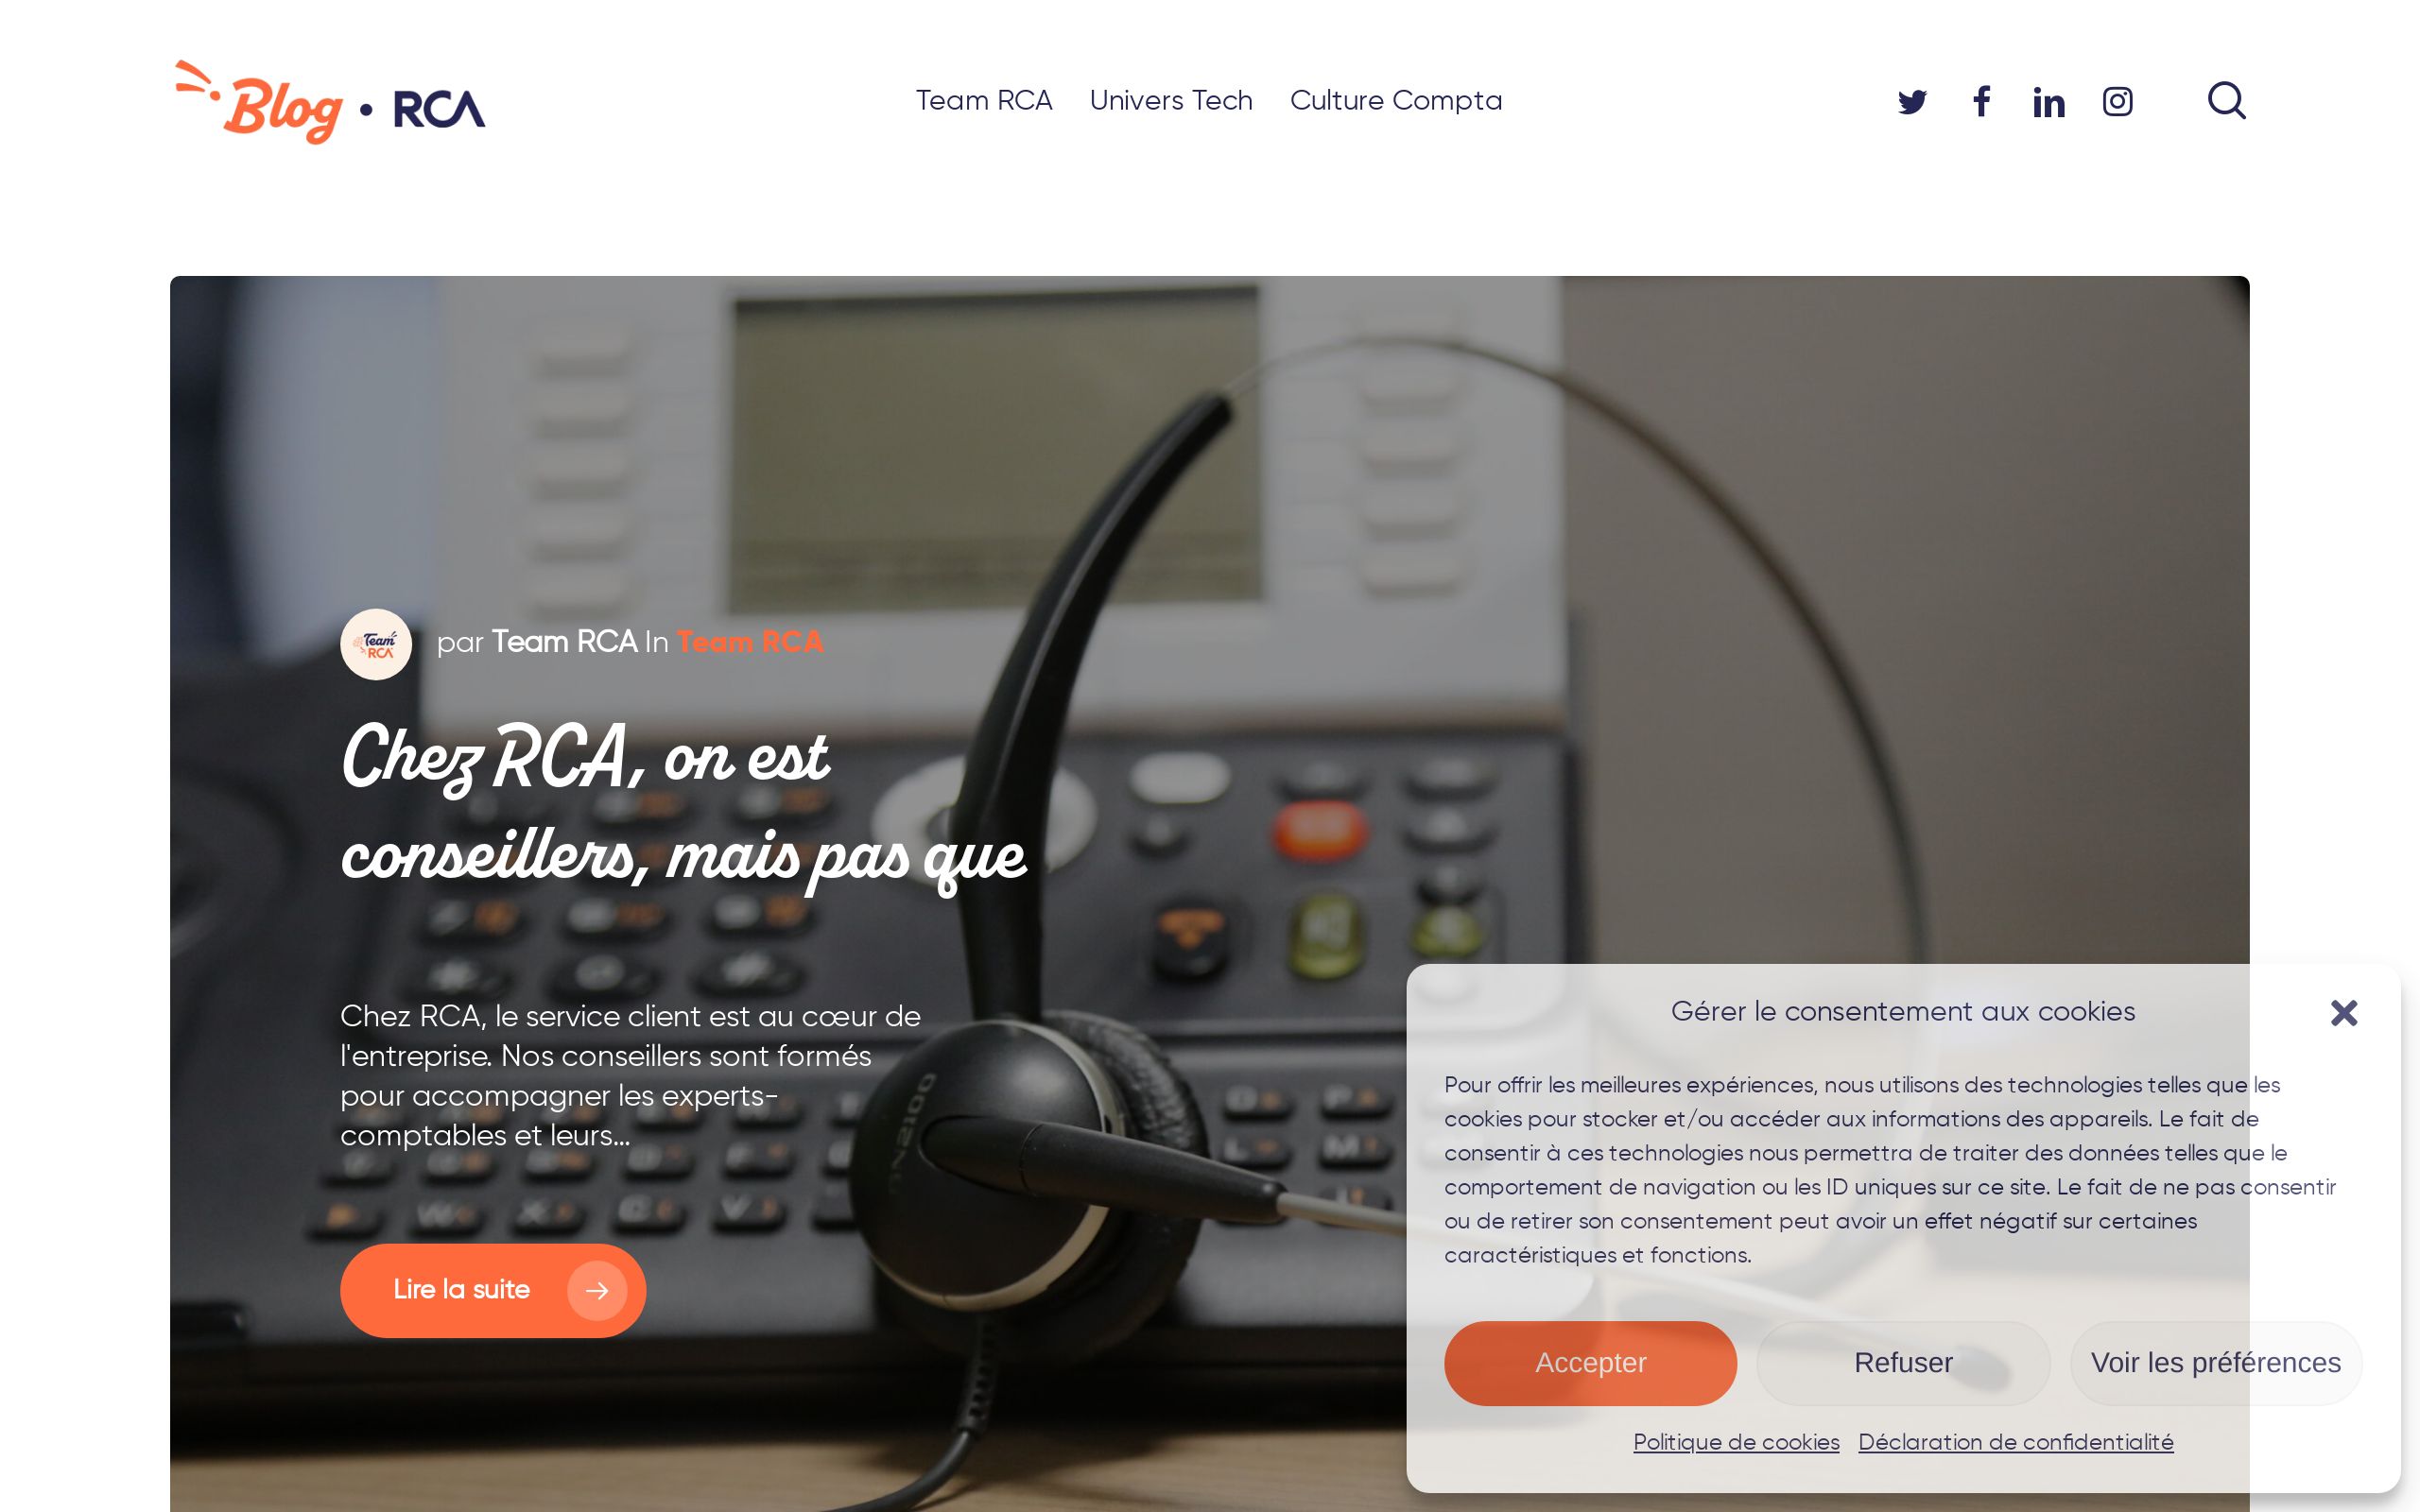 Blog • RCA
Team RCA
Univers Tech
Culture Compta
Team RCA
par Team RCA In Team RCA
Chez RCA, on est
conseillers, mais pas que
Chez RCA, le service client est au cœur de
l'entreprise. Nos conseillers sont formés
pour accompagner les experts-
comptables et leurs...
Lire la suite
GN2100
Gérer le consentement aux cookies
Pour offrir les meilleures expériences, nous utilisons des technologies telles que les
cookies pour stocker et/ou accéder aux informations des appareils. Le fait de
consentir à ces technologies nous permettra de traiter des données telles que le
comportement de navigation ou les ID uniques sur ce site. Le fait de ne pas consentir
ou de retirer son consentement peut avoir un effet négatif sur certaines
caractéristiques et fonctions.
Accepter
Refuser
Voir les préférences
Politique de cookies
Déclaration de confidentialité